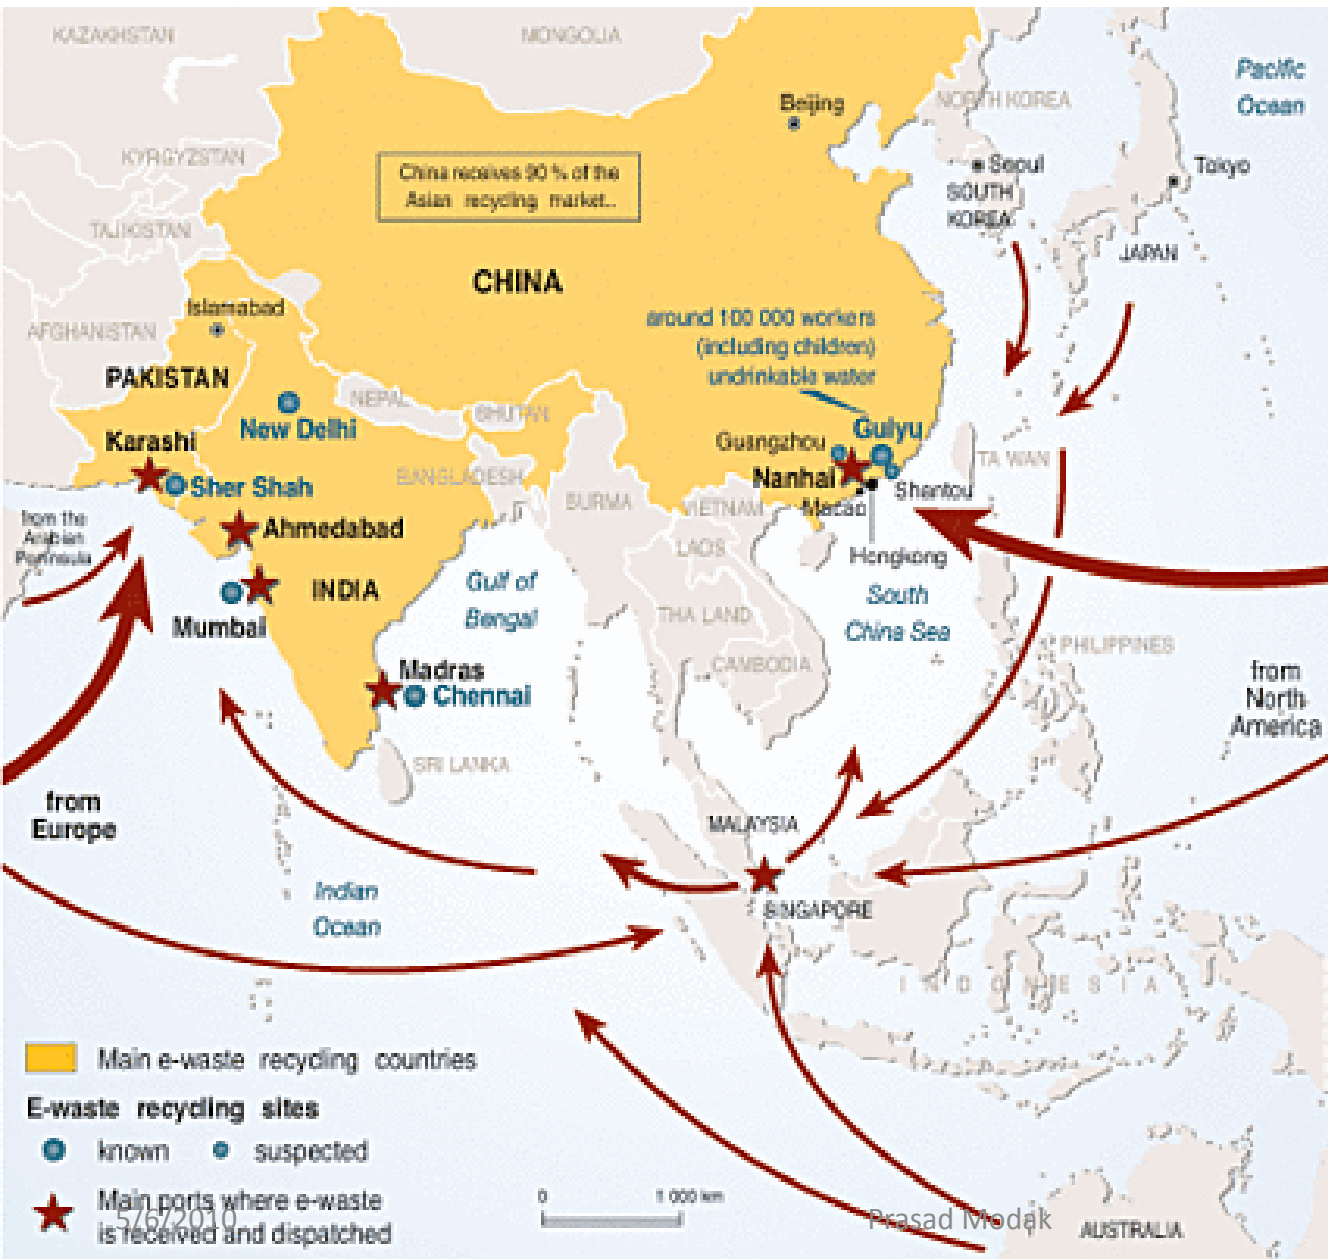 KAZAKHSTAN
MONGOLIA
Pacific
Ocean
Beijing
NORTH KOREA
KYRGYZSTAN
China receives 90 % of the
Asian recycling market..
Seoul
Tokyo
SOUTH
KOREA
TAJIKISTAN
JAPAN
CHINA
Islamabad
AFGHANISTAN
around 100 000 workers
(including children)
undrinkable water
PAKISTAN
NEPAL
BHUTAN
New Delhi
Guiyu
Karashi
Guangzhou
TA WAN
BANGLADESH
Nanhai
Sher Shah
Shantou
BURMA
VIETNAM
Macao
from the
Arabian
Peninsula
Ahmedabad
LAOS
Hongkong
Gulf of
Bengal
INDIA
South
China Sea
THA LAND
Mumbai
PHILIPPINES
CAMBODIA
Madras
Chennai
from
North
America
SRI LANKA
from
Europe
MALAYSIA
Indian
Ocean
SINGAPORE
INDONESIA
Main e-waste recycling countries
E-waste recycling sites
known
suspected
Main ports where e-waste
is received and dispatched
5/6/2010
0
1 000 km
Prasad Modak
AUSTRALIA